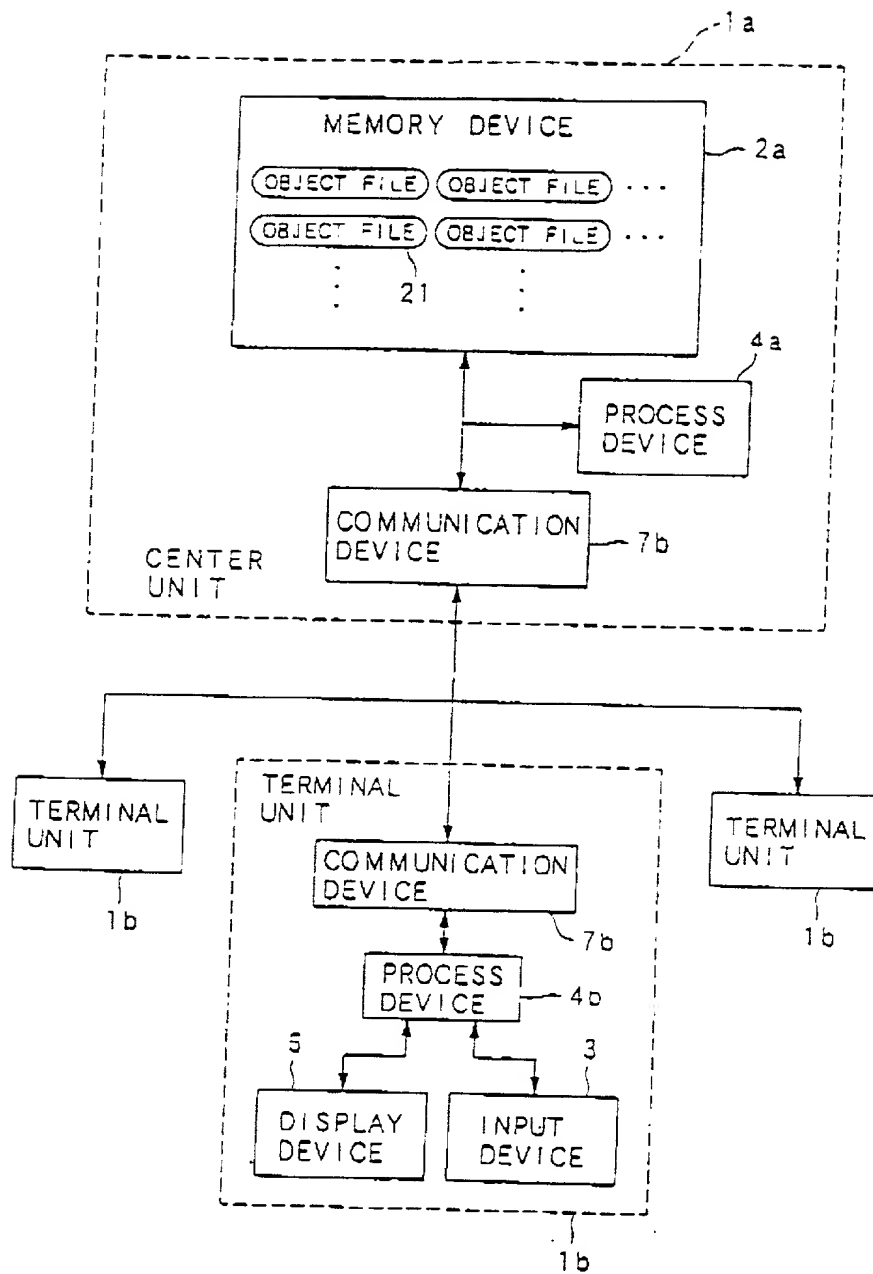 1a
MEMORY DEVICE
2a
OBJECT FILE OBJECT FILE ...
OBJECT FILE OBJECT FILE ...
21
4a
PROCESS
DEVICE
COMMUNICATION
DEVICE
7b
CENTER
UNIT
TERMINAL
UNIT
1b
TERMINAL
UNIT
COMMUNICATION
DEVICE
7b
PROCESS
DEVICE
4b
TERMINAL
UNIT
1b
3
DISPLAY
DEVICE
INPUT
DEVICE
1b